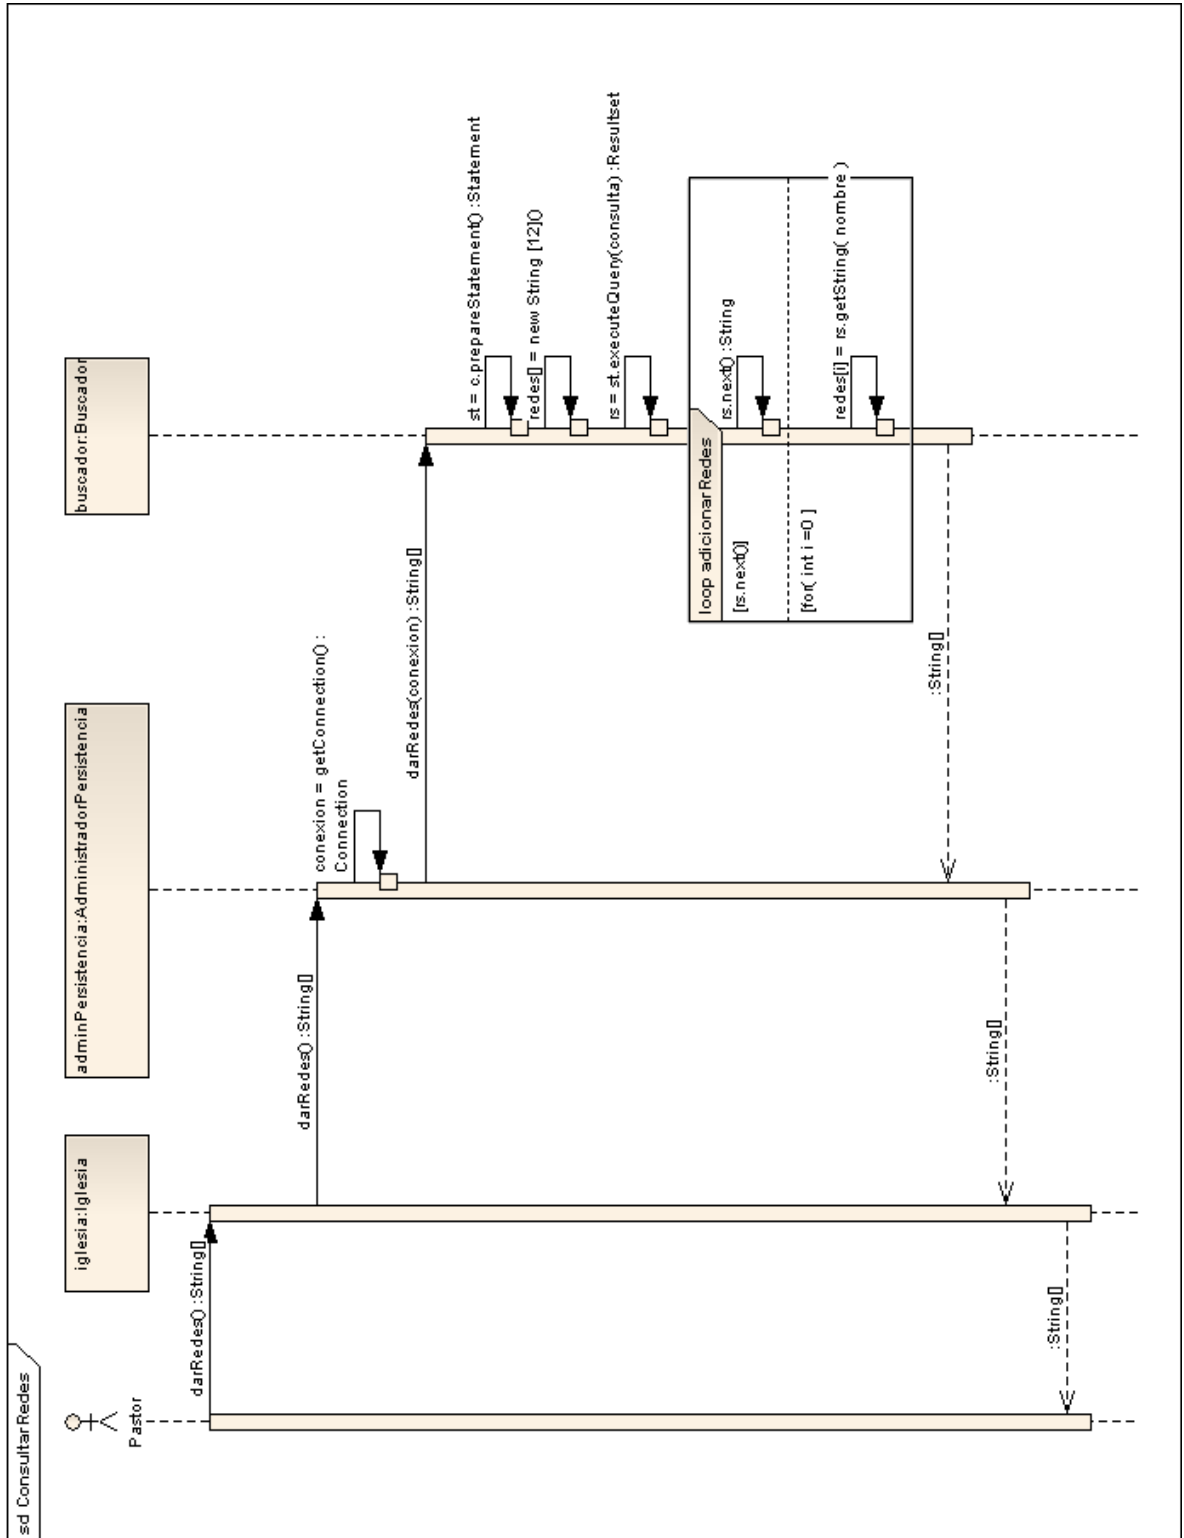 sd ConsultarRedes
Pastor
iglesia:Iglesia
adminPersistencia:AdministradorPersistencia
buscador:Buscador
darRedes() :String[]
darRedes() :String[]
conexion = getConnection() :
Connection
darRedes(conexion) :String[]
st = c.prepareStatement() :Statement
redes[] = new String [12]()
rs = st.executeQuery(consulta) :Resultset
loop adicionarRedes
[rs.next()]
rs.next() :String
[for( int i =0 ]
redes[i] = rs.getString( nombre )
:String[]
:String[]
:String[]